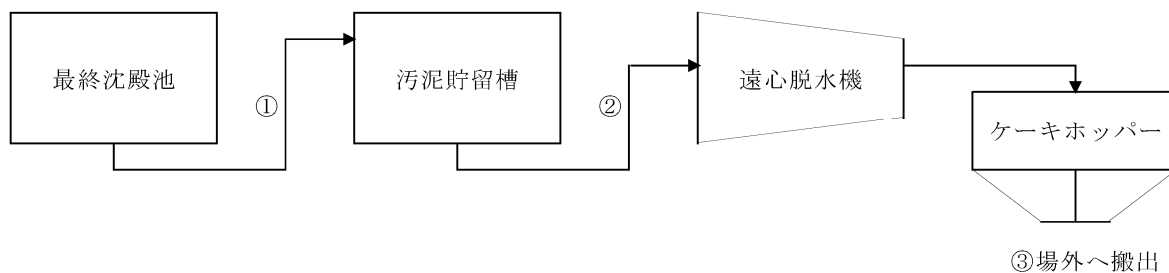 最終沈殿池
①
汚泥貯留槽
②
遠心脱水機
ケーキホッパー
③場外へ搬出